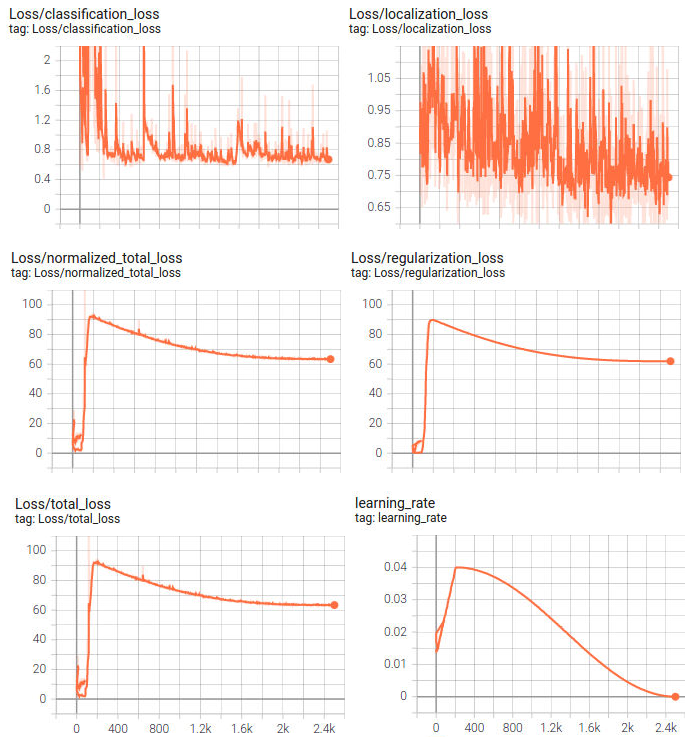 Loss/classification_loss
tag: Loss/classification_loss
2
1.6
1.2
0.8
0.4
0
Loss/localization_loss
tag: Loss/localization_loss
1.05
0.95
0.85
0.75
0.65
Loss/normalized_total_loss
tag: Loss/normalized_total_loss
100
80
60
40
20
0
Loss/regularization_loss
tag: Loss/regularization_loss
100
80
60
40
20
0
Loss/total_loss
tag: Loss/total_loss
100
80
60
40
20
0
0 400 800 1.2k 1.6k 2k 2.4k
learning_rate
tag: learning_rate
0.04
0.03
0.02
0.01
0
0 400 800 1.2k 1.6k 2k 2.4k